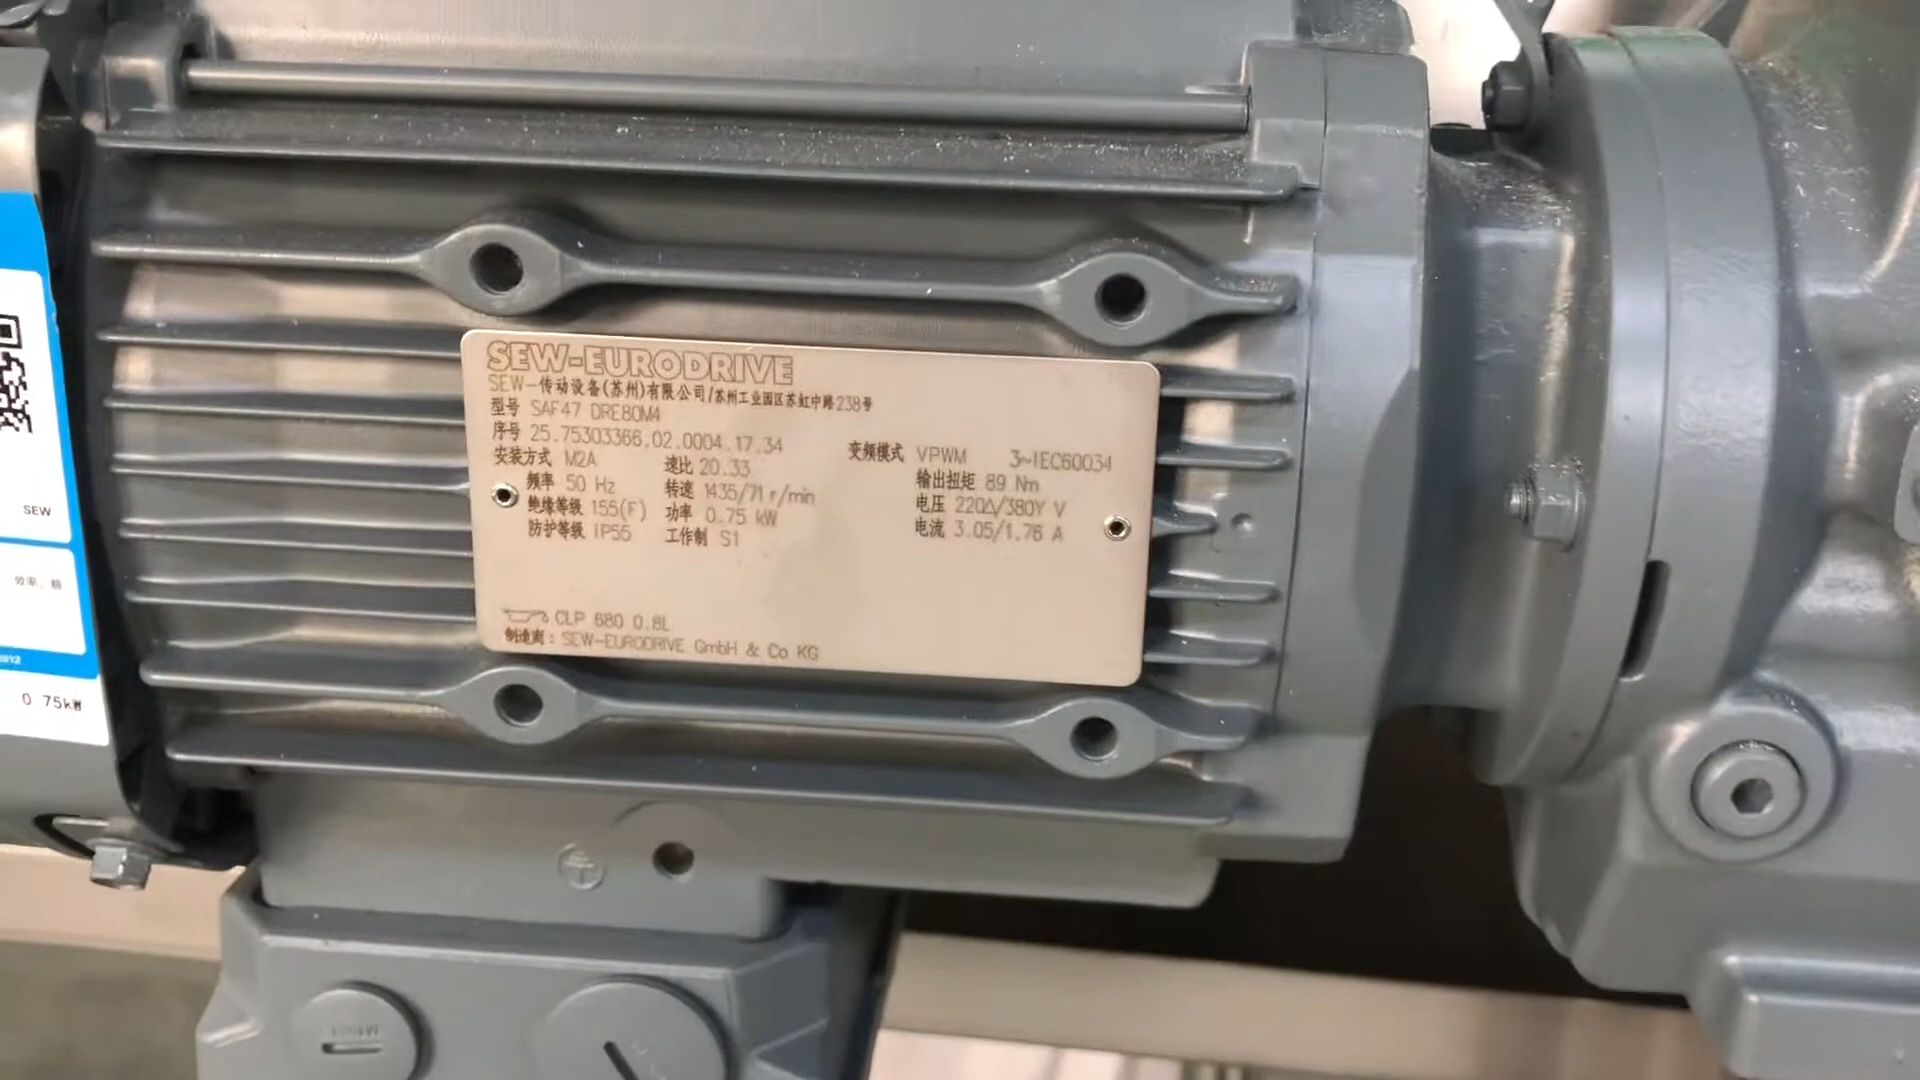 SEW-EURODRIVE
SEW-传动设备(苏州)有限公司/苏州工业园区苏虹中路238号
型号 SAF47 DRE80M4
序号 25.75303366.02.0004.17.34
变频模式 VPWM 3~IEC60034
安装方式 M2A 速比 20.33
频率 50 Hz 转速 1435/71 r/min 输出扭矩 89 Nm
绝缘等级 155(F) 功率 0.75 kW 电压 220Δ/380Y V
防护等级 IP55 工作制 S1 电流 3.05/1.76 A
CLP 680 0.8L
制造商：SEW-EURODRIVE GmbH & Co KG
SEW
效率、
0 75kW